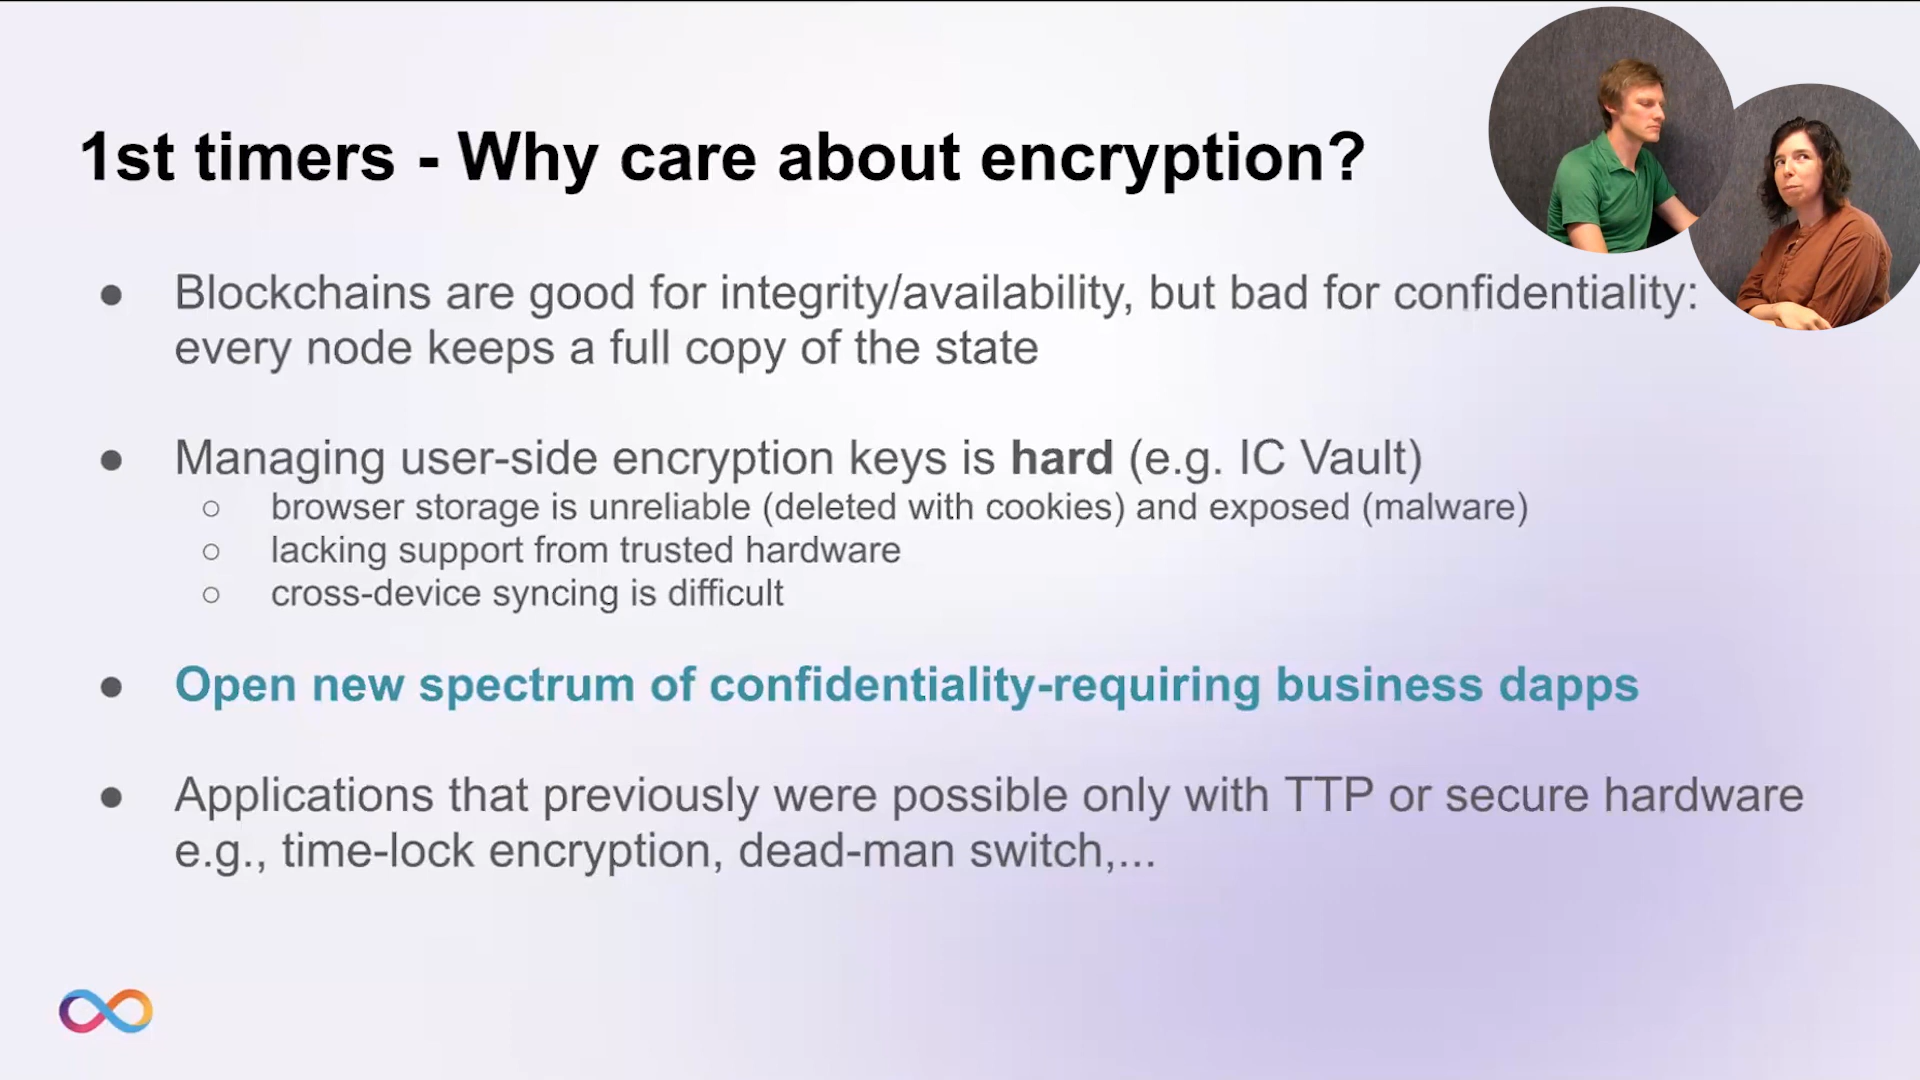 1st timers - Why care about encryption?
● Blockchains are good for integrity/availability, but bad for confidentiality:
every node keeps a full copy of the state
● Managing user-side encryption keys is hard (e.g. IC Vault)
○ browser storage is unreliable (deleted with cookies) and exposed (malware)
○ lacking support from trusted hardware
○ cross-device syncing is difficult
● Open new spectrum of confidentiality-requiring business dapps
● Applications that previously were possible only with TTP or secure hardware
e.g., time-lock encryption, dead-man switch,...